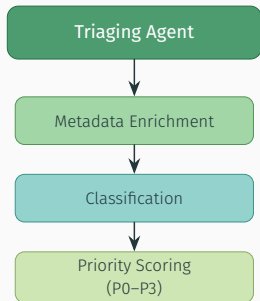 Triaging Agent
Metadata Enrichment
Classification
Priority Scoring
(P0–P3)